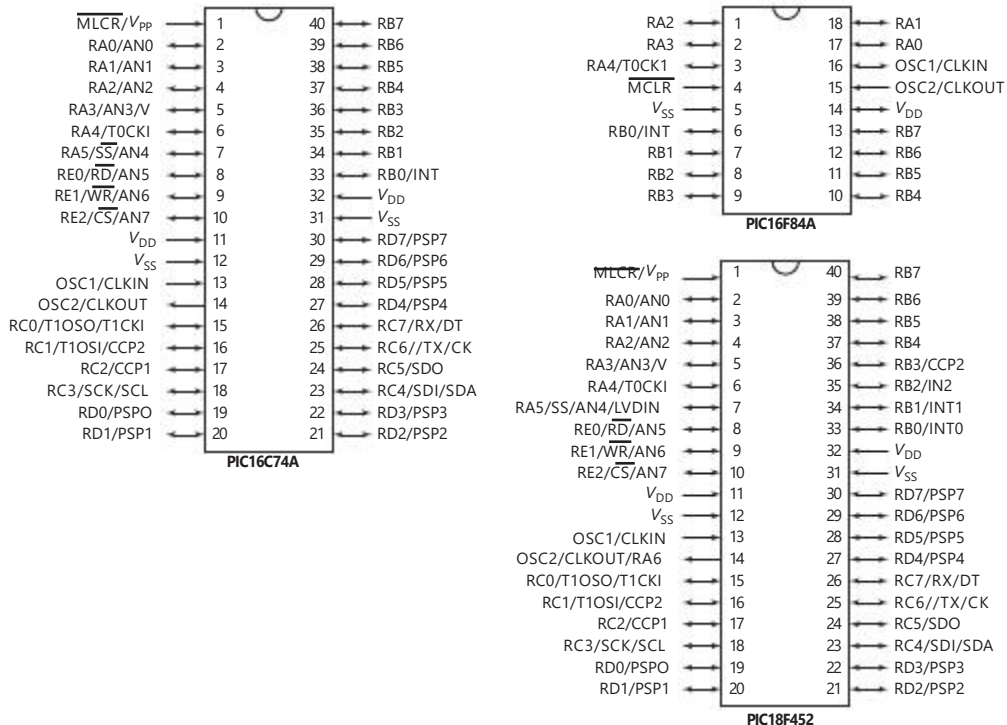 MLCR/VPP 1 40 RB7
RA0/AN0 2 39 RB6
RA1/AN1 3 38 RB5
RA2/AN2 4 37 RB4
RA3/AN3/V 5 36 RB3
RA4/T0CKI 6 35 RB2
RA5/SS/AN4 7 34 RB1
RE0/RD/AN5 8 33 RB0/INT
RE1/WR/AN6 9 32 VDD
RE2/CS/AN7 10 31 VSS
VDD 11 30 RD7/PSP7
VSS 12 29 RD6/PSP6
OSC1/CLKIN 13 28 RD5/PSP5
OSC2/CLKOUT 14 27 RD4/PSP4
RC0/T1OSO/T1CKI 15 26 RC7/RX/DT
RC1/T1OSI/CCP2 16 25 RC6//TX/CK
RC2/CCP1 17 24 RC5/SDO
RC3/SCK/SCL 18 23 RC4/SDI/SDA
RD0/PSPO 19 22 RD3/PSP3
RD1/PSP1 20 21 RD2/PSP2
PIC16C74A
RA2 1 18 RA1
RA3 2 17 RA0
RA4/T0CK1 3 16 OSC1/CLKIN
MCLR 4 15 OSC2/CLKOUT
VSS 5 14 VDD
RB0/INT 6 13 RB7
RB1 7 12 RB6
RB2 8 11 RB5
RB3 9 10 RB4
PIC16F84A
MLCR/VPP 1 40 RB7
RA0/AN0 2 39 RB6
RA1/AN1 3 38 RB5
RA2/AN2 4 37 RB4
RA3/AN3/V 5 36 RB3/CCP2
RA4/T0CKI 6 35 RB2/IN2
RA5/SS/AN4/LVDIN 7 34 RB1/INT1
RE0/RD/AN5 8 33 RB0/INT0
RE1/WR/AN6 9 32 VDD
RE2/CS/AN7 10 31 VSS
VDD 11 30 RD7/PSP7
VSS 12 29 RD6/PSP6
OSC1/CLKIN 13 28 RD5/PSP5
OSC2/CLKOUT/RA6 14 27 RD4/PSP4
RC0/T1OSO/T1CKI 15 26 RC7/RX/DT
RC1/T1OSI/CCP2 16 25 RC6//TX/CK
RC2/CCP1 17 24 RC5/SDO
RC3/SCK/SCL 18 23 RC4/SDI/SDA
RD0/PSPO 19 22 RD3/PSP3
RD1/PSP1 20 21 RD2/PSP2
PIC18F452